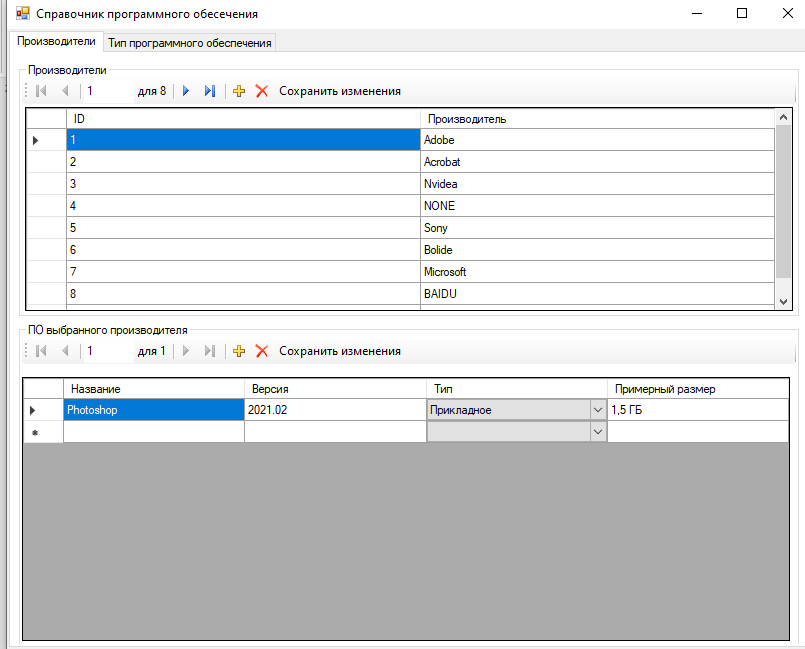 Справочник программного обесечения
Производители Тип программного обеспечения
Производители
1 для 8 Сохранить изменения
ID Производитель
1 Adobe
2 Acrobat
3 Nvidea
4 NONE
5 Sony
6 Bolide
7 Microsoft
8 BAIDU
ПО выбранного производителя
1 для 1 Сохранить изменения
Название Версия Тип Примерный размер
Photoshop 2021.02 Прикладное 1,5 ГБ